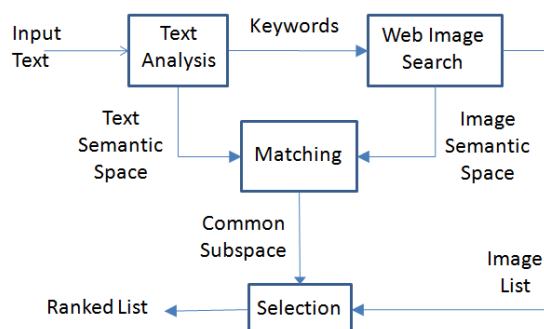 Input
Text
Text
Analysis
Keywords
Web Image
Search
Text
Semantic
Space
Matching
Image
Semantic
Space
Common
Subspace
Image
List
Ranked List
Selection